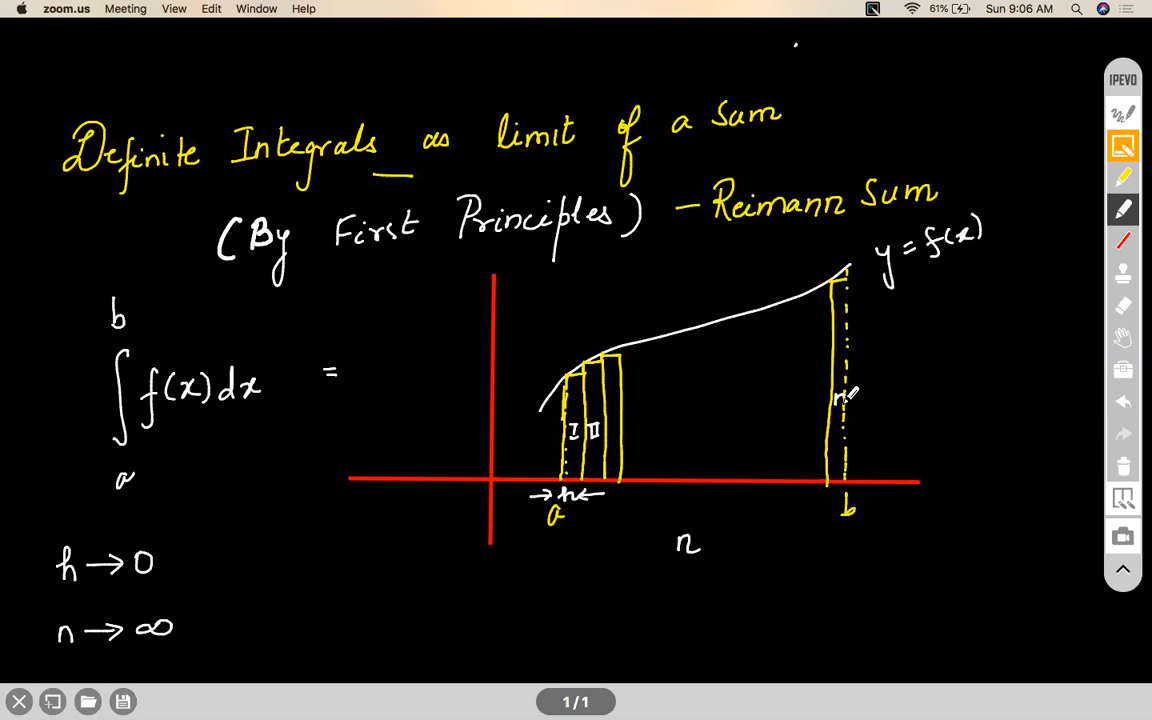 zoom.us Meeting View Edit Window Help 61% Sun 9:06 AM
IPEVO
Definite Integrals as limit of a Sum
(By First Principles) – Reimann Sum
y = f(x)
b
∫ f(x) dx =
a
I II n
h
a b
n
h → 0
n → ∞
1/1